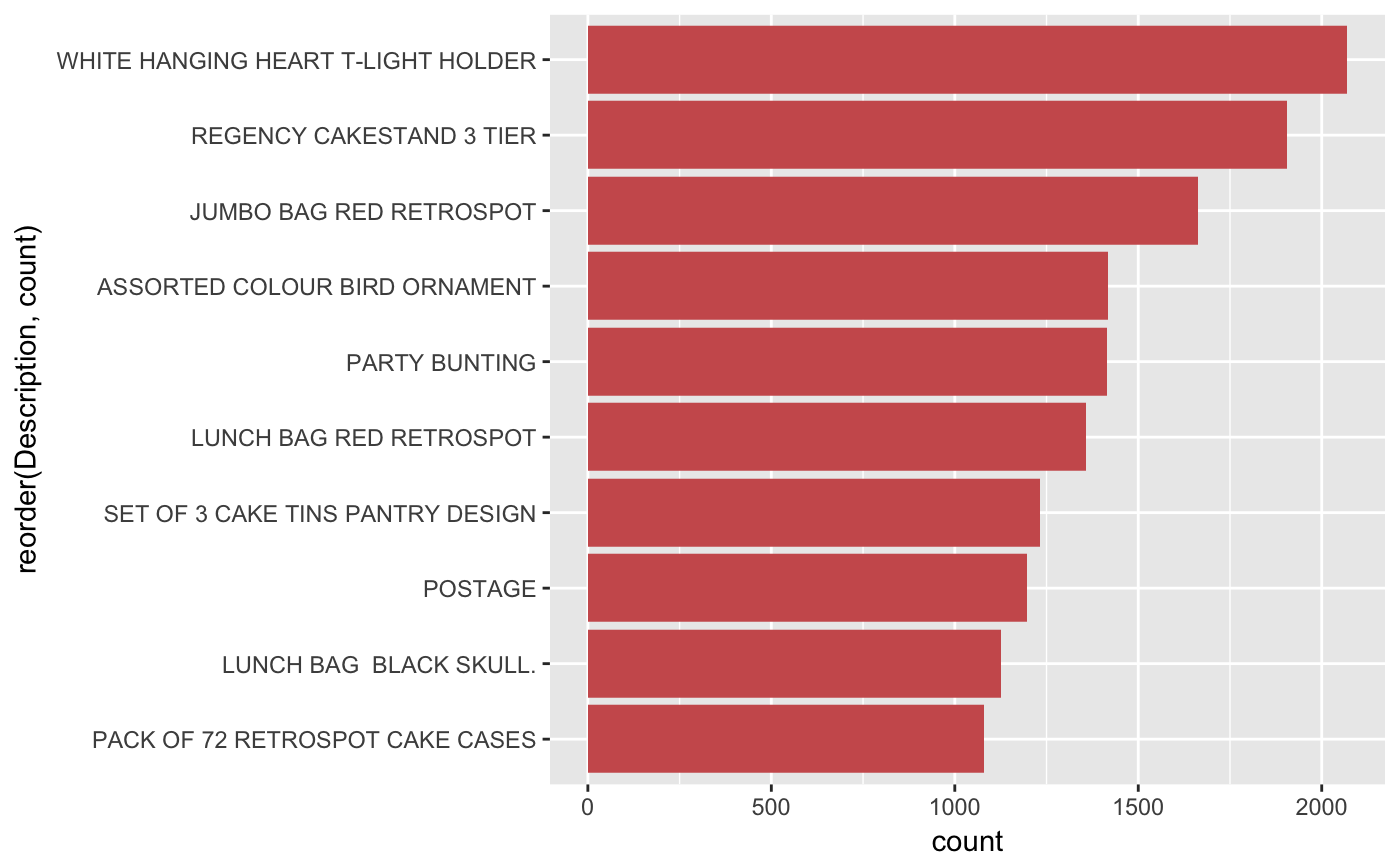 WHITE HANGING HEART T-LIGHT HOLDER
REGENCY CAKESTAND 3 TIER
JUMBO BAG RED RETROSPOT
ASSORTED COLOUR BIRD ORNAMENT
PARTY BUNTING
LUNCH BAG RED RETROSPOT
SET OF 3 CAKE TINS PANTRY DESIGN
POSTAGE
LUNCH BAG  BLACK SKULL.
PACK OF 72 RETROSPOT CAKE CASES
reorder(Description, count)
0 500 1000 1500 2000
count